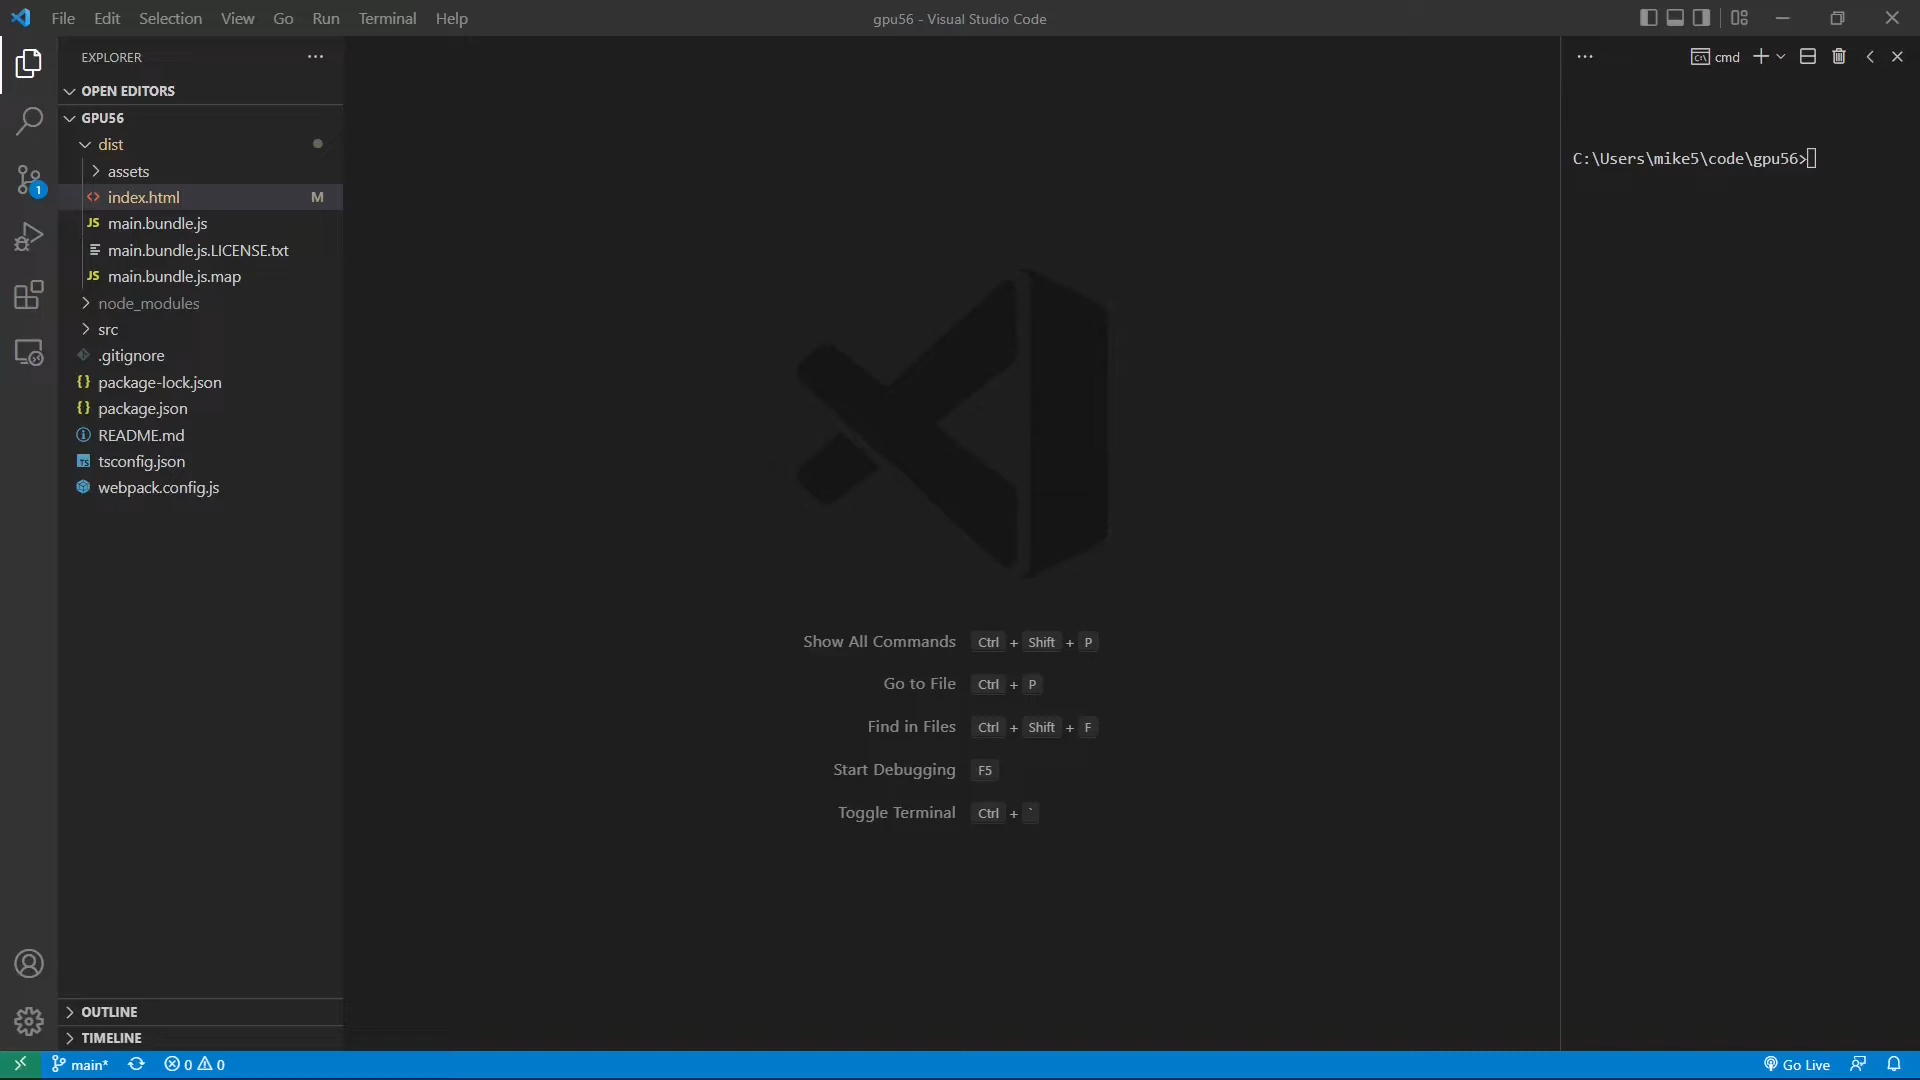 File Edit Selection View Go Run Terminal Help
gpu56 - Visual Studio Code
EXPLORER
OPEN EDITORS
GPU56
dist
assets
index.html M
JS main.bundle.js
main.bundle.js.LICENSE.txt
JS main.bundle.js.map
node_modules
src
.gitignore
{} package-lock.json
{} package.json
README.md
TS tsconfig.json
webpack.config.js
OUTLINE
TIMELINE
1
Show All Commands Ctrl + Shift + P
Go to File Ctrl + P
Find in Files Ctrl + Shift + F
Start Debugging F5
Toggle Terminal Ctrl + `
cmd
C:\Users\mike5\code\gpu56>
main* 0 0
Go Live